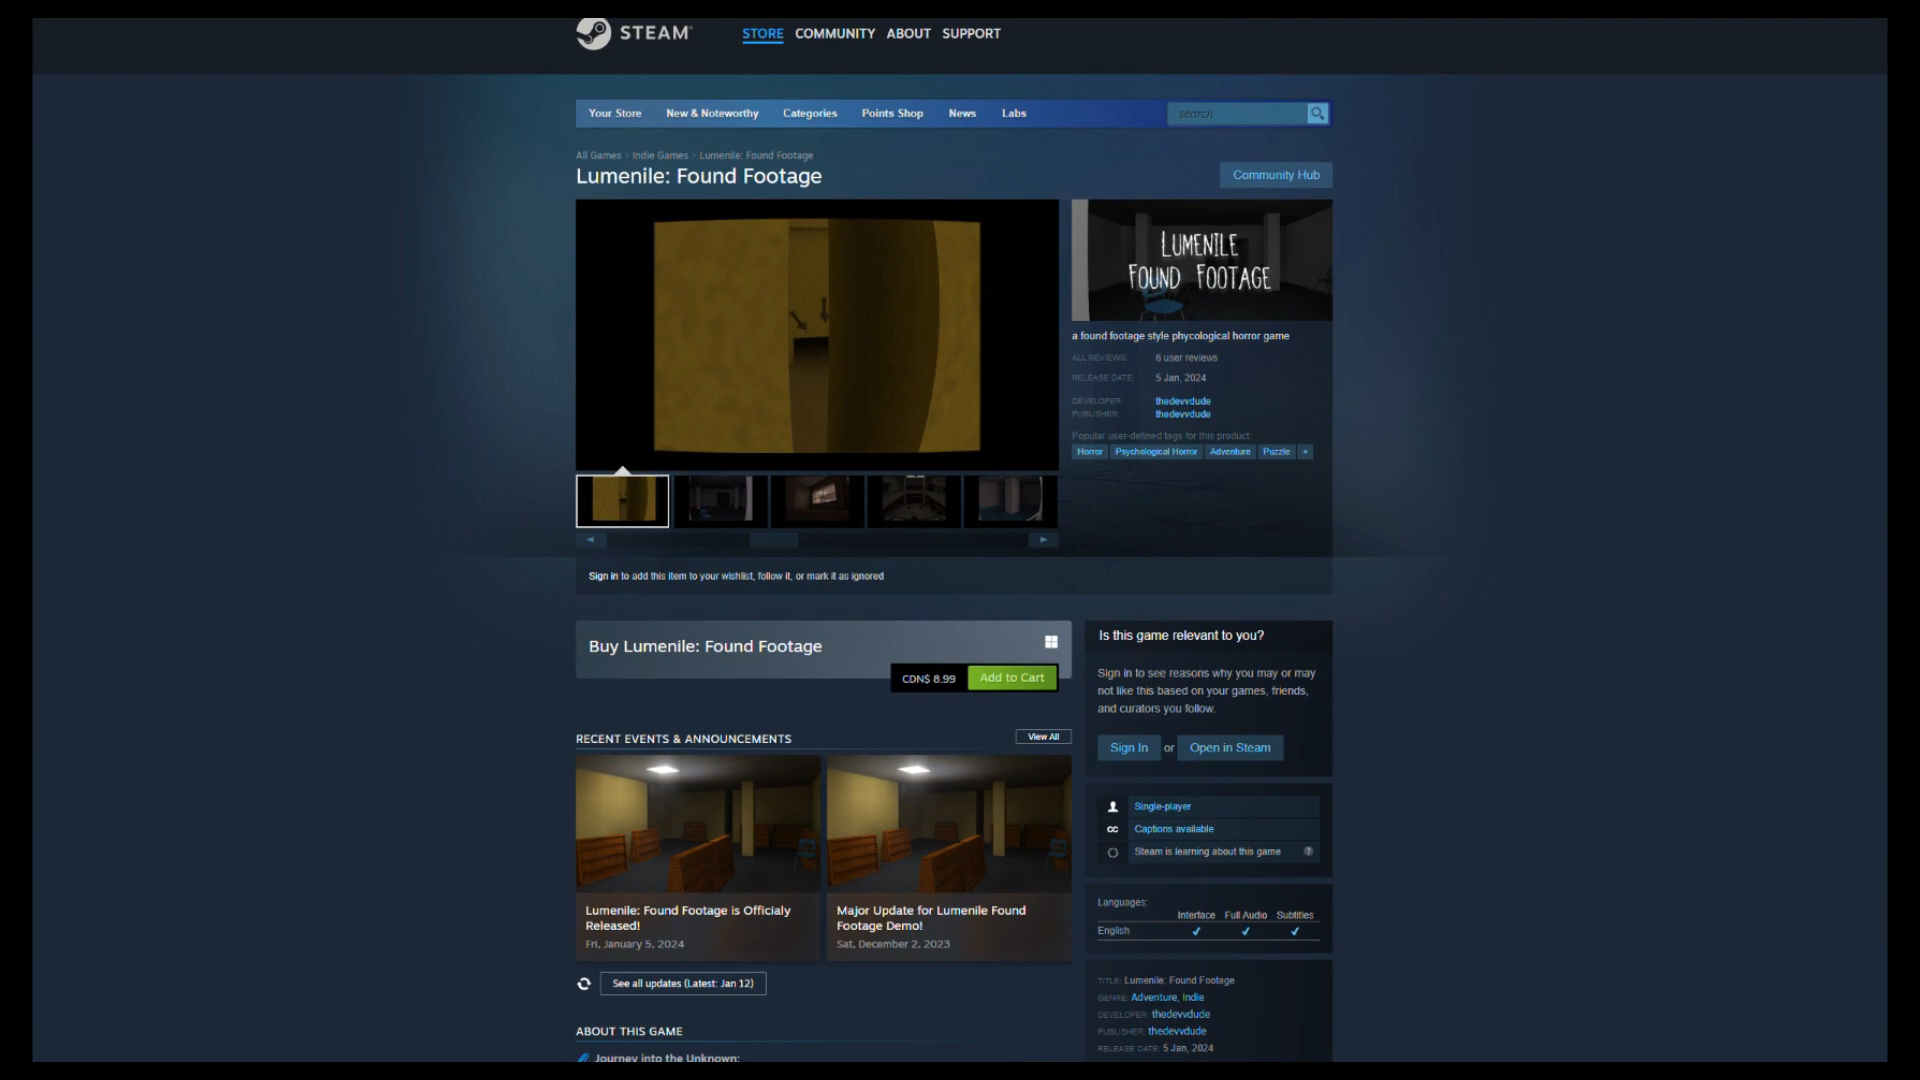 STEAM
STORE COMMUNITY ABOUT SUPPORT
Your Store New & Noteworthy Categories Points Shop News Labs
search
All Games > Indie Games > Lumenile: Found Footage
Lumenile: Found Footage
Community Hub
LUMENILE
FOUND FOOTAGE
a found footage style phycological horror game
ALL REVIEWS: 6 user reviews
RELEASE DATE: 5 Jan, 2024
DEVELOPER: thedevvdude
PUBLISHER: thedevvdude
Popular user-defined tags for this product:
Horror Psychological Horror Adventure Puzzle +
Sign in to add this item to your wishlist, follow it, or mark it as ignored
Buy Lumenile: Found Footage
CDN$ 8.99 Add to Cart
RECENT EVENTS & ANNOUNCEMENTS
View All
Lumenile: Found Footage is Officialy
Released!
Fri, January 5, 2024
Major Update for Lumenile Found
Footage Demo!
Sat, December 2, 2023
See all updates (Latest: Jan 12)
ABOUT THIS GAME
Journey into the Unknown:
Is this game relevant to you?
Sign in to see reasons why you may or may
not like this based on your games, friends,
and curators you follow.
Sign In or Open in Steam
Single-player
CC Captions available
Steam is learning about this game ?
Languages:
Interface Full Audio Subtitles
English ✔ ✔ ✔
TITLE: Lumenile: Found Footage
GENRE: Adventure, Indie
DEVELOPER: thedevvdude
PUBLISHER: thedevvdude
RELEASE DATE: 5 Jan, 2024